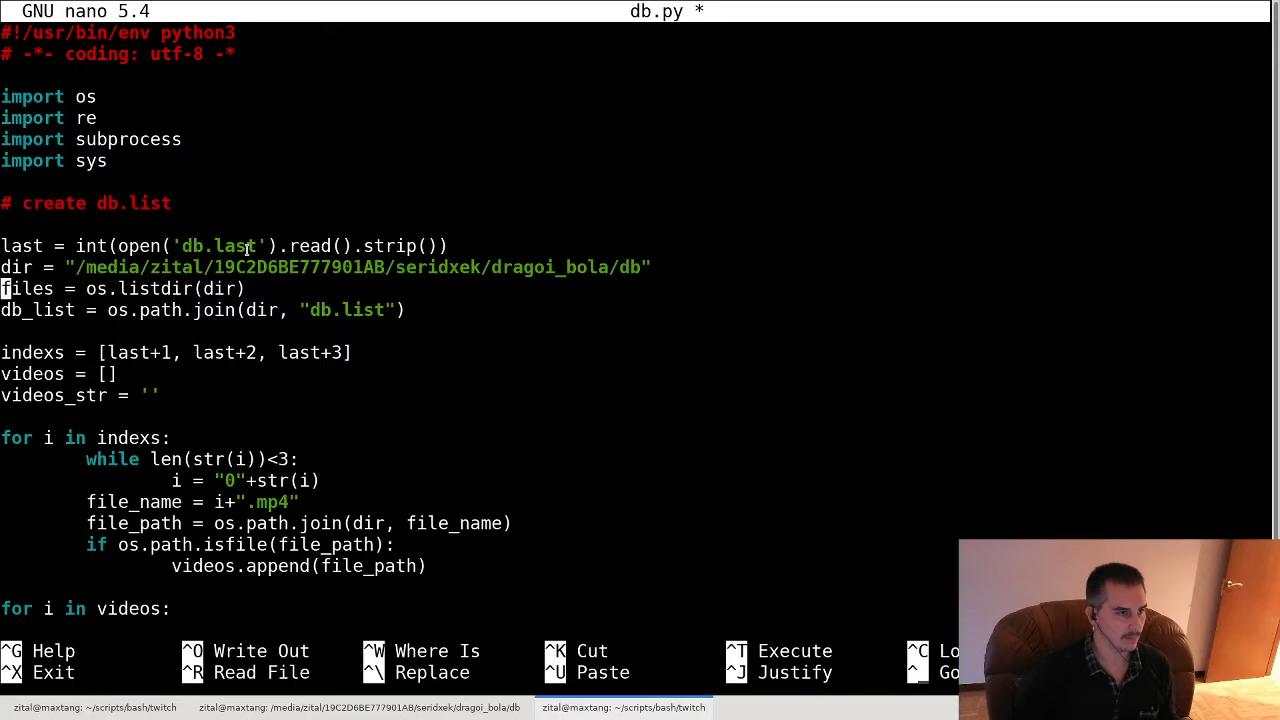 GNU nano 5.4 db.py *
#!/usr/bin/env python3
# -*- coding: utf-8 -*
import os
import re
import subprocess
import sys
# create db.list
last = int(open('db.last').read().strip())
dir = "/media/zital/19C2D6BE777901AB/seridxek/dragoi_bola/db"
files = os.listdir(dir)
db_list = os.path.join(dir, "db.list")
indexs = [last+1, last+2, last+3]
videos = []
videos_str = ''
for i in indexs:
while len(str(i))<3:
i = "0"+str(i)
file_name = i+".mp4"
file_path = os.path.join(dir, file_name)
if os.path.isfile(file_path):
videos.append(file_path)
for i in videos:
^G Help ^O Write Out ^W Where Is ^K Cut ^T Execute ^C Lo
^X Exit ^R Read File ^\ Replace ^U Paste ^J Justify ^_ Go
zital@maxtang: ~/scripts/bash/twitch zital@maxtang: /media/zital/19C2D6BE777901AB/seridxek/dragoi_bola/db zital@maxtang: ~/scripts/bash/twitch